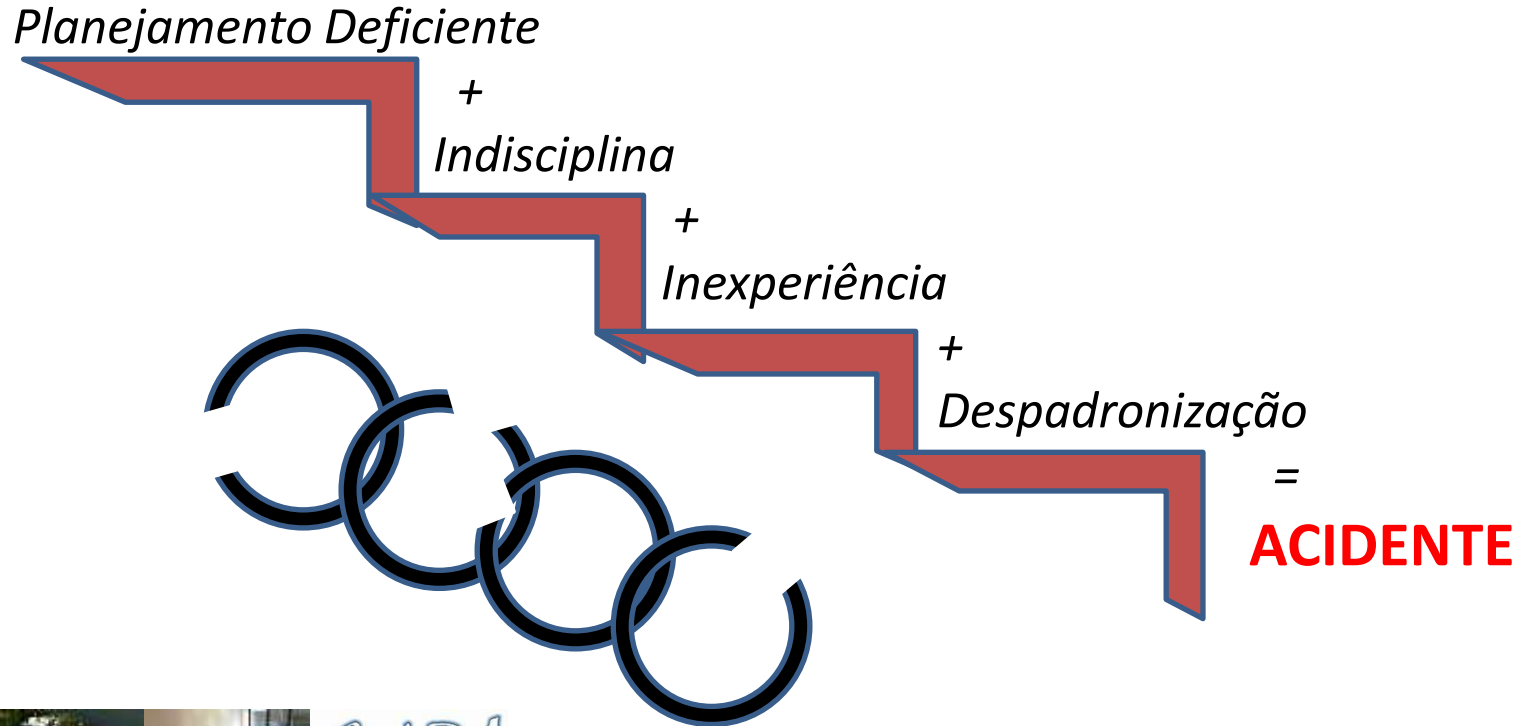 Planejamento Deficiente
+
Indisciplina
+
Inexperiência
+
Despadronização
=
ACIDENTE